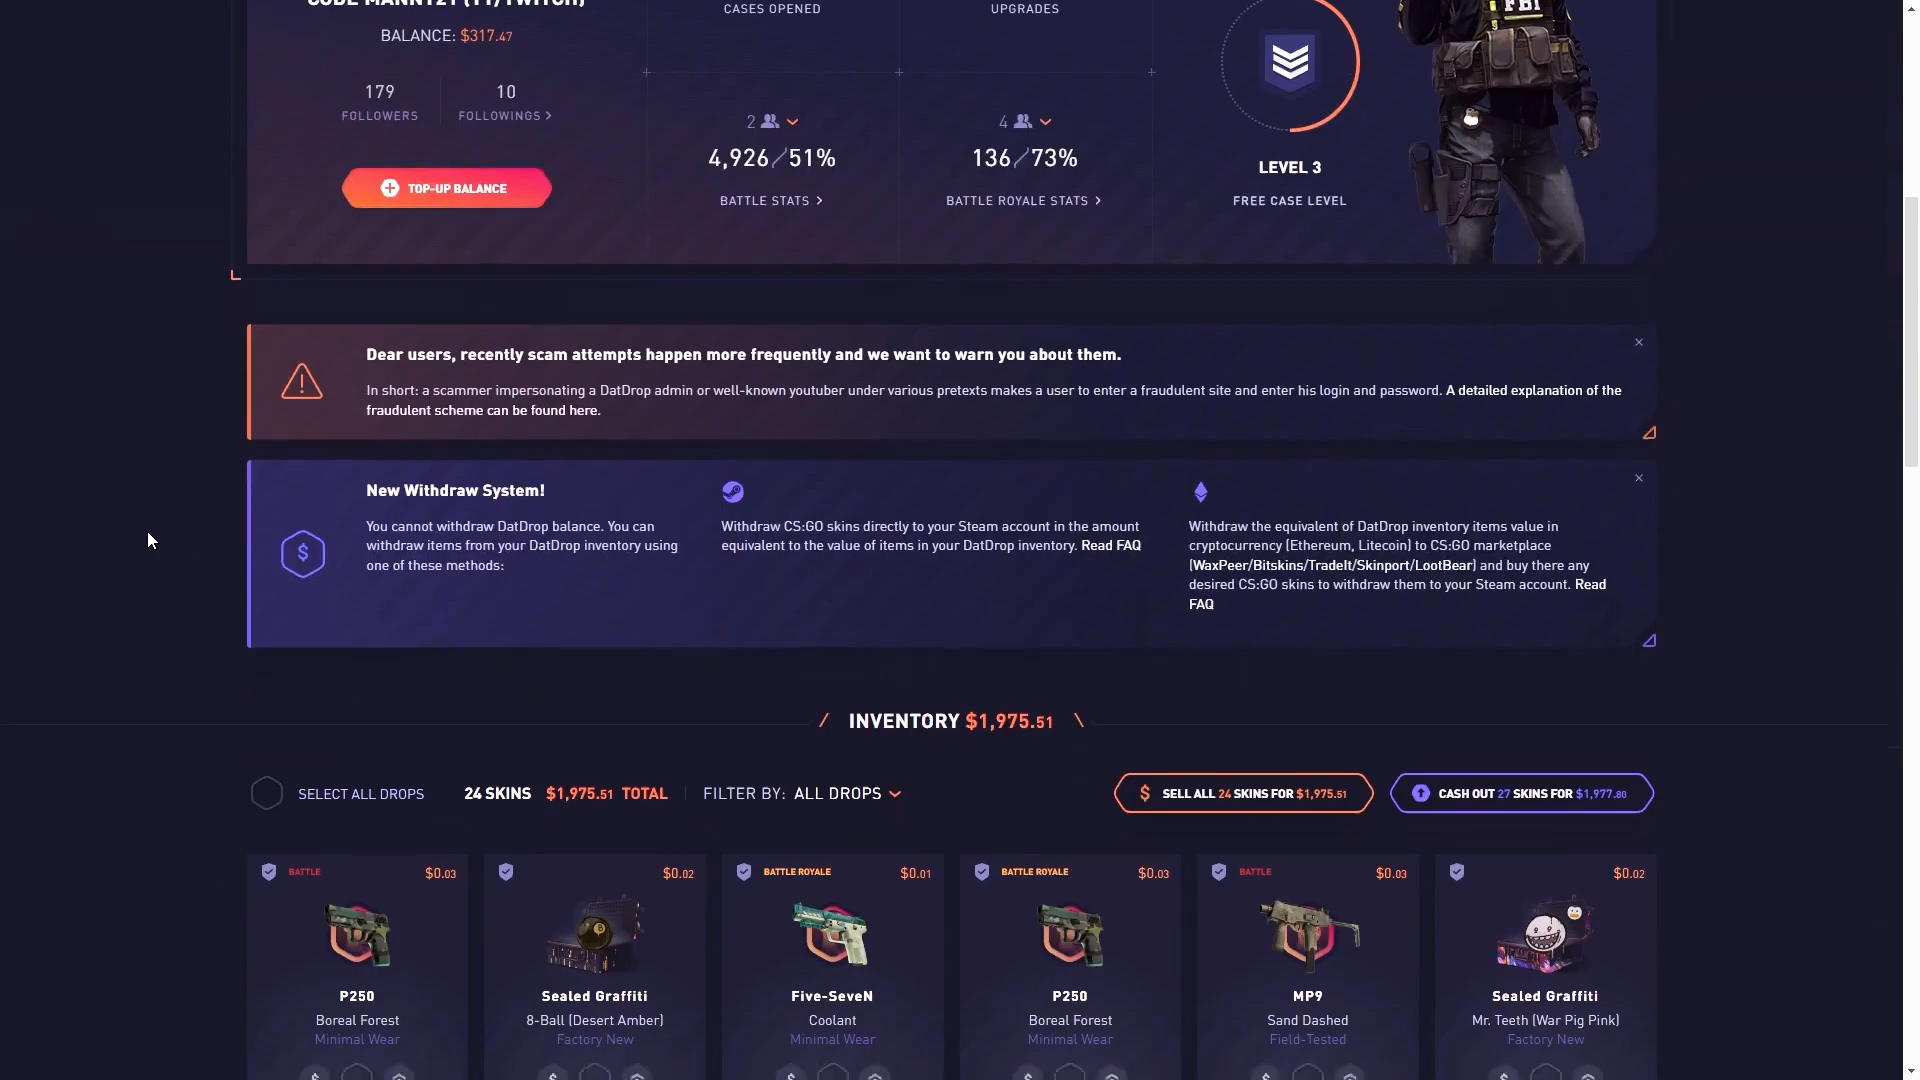 CODE MANNY21 (YT/TWITCH)
BALANCE: $317.47
179
FOLLOWERS
10
FOLLOWINGS >
TOP-UP BALANCE
CASES OPENED
UPGRADES
2
4,926/51%
BATTLE STATS >
4
136/73%
BATTLE ROYALE STATS >
LEVEL 3
FREE CASE LEVEL
FBI
Dear users, recently scam attempts happen more frequently and we want to warn you about them.
In short: a scammer impersonating a DatDrop admin or well-known youtuber under various pretexts makes a user to enter a fraudulent site and enter his login and password. A detailed explanation of the
fraudulent scheme can be found here.
New Withdraw System!
You cannot withdraw DatDrop balance. You can
withdraw items from your DatDrop inventory using
one of these methods:
Withdraw CS:GO skins directly to your Steam account in the amount
equivalent to the value of items in your DatDrop inventory. Read FAQ
Withdraw the equivalent of DatDrop inventory items value in
cryptocurrency (Ethereum, Litecoin) to CS:GO marketplace
(WaxPeer/Bitskins/TradeIt/Skinport/LootBear) and buy there any
desired CS:GO skins to withdraw them to your Steam account. Read
FAQ
/ INVENTORY $1,975.51 \
SELECT ALL DROPS 24 SKINS $1,975.51 TOTAL FILTER BY: ALL DROPS
SELL ALL 24 SKINS FOR $1,975.51
CASH OUT 27 SKINS FOR $1,977.80
BATTLE $0.03
P250
Boreal Forest
Minimal Wear
$0.02
Sealed Graffiti
8-Ball (Desert Amber)
Factory New
BATTLE ROYALE $0.01
Five-SeveN
Coolant
Minimal Wear
BATTLE ROYALE $0.03
P250
Boreal Forest
Minimal Wear
BATTLE $0.03
MP9
Sand Dashed
Field-Tested
$0.02
Sealed Graffiti
Mr. Teeth (War Pig Pink)
Factory New